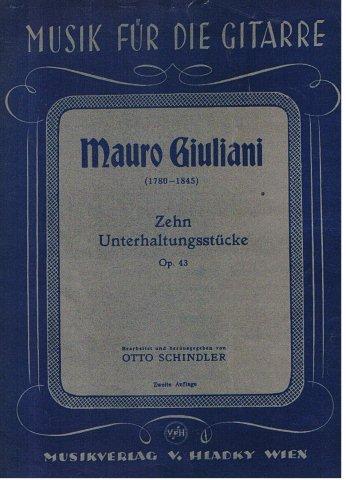 MUSIK FÜR DIE GITARRE
Mauro Giuliani
(1780-1845)
Zehn
Unterhaltungsstücke
Op. 43
Bearbeitet und herausgegeben von
OTTO SCHINDLER
Zweite Auflage
VHH
MUSIKVERLAG V. HLADKY WIEN